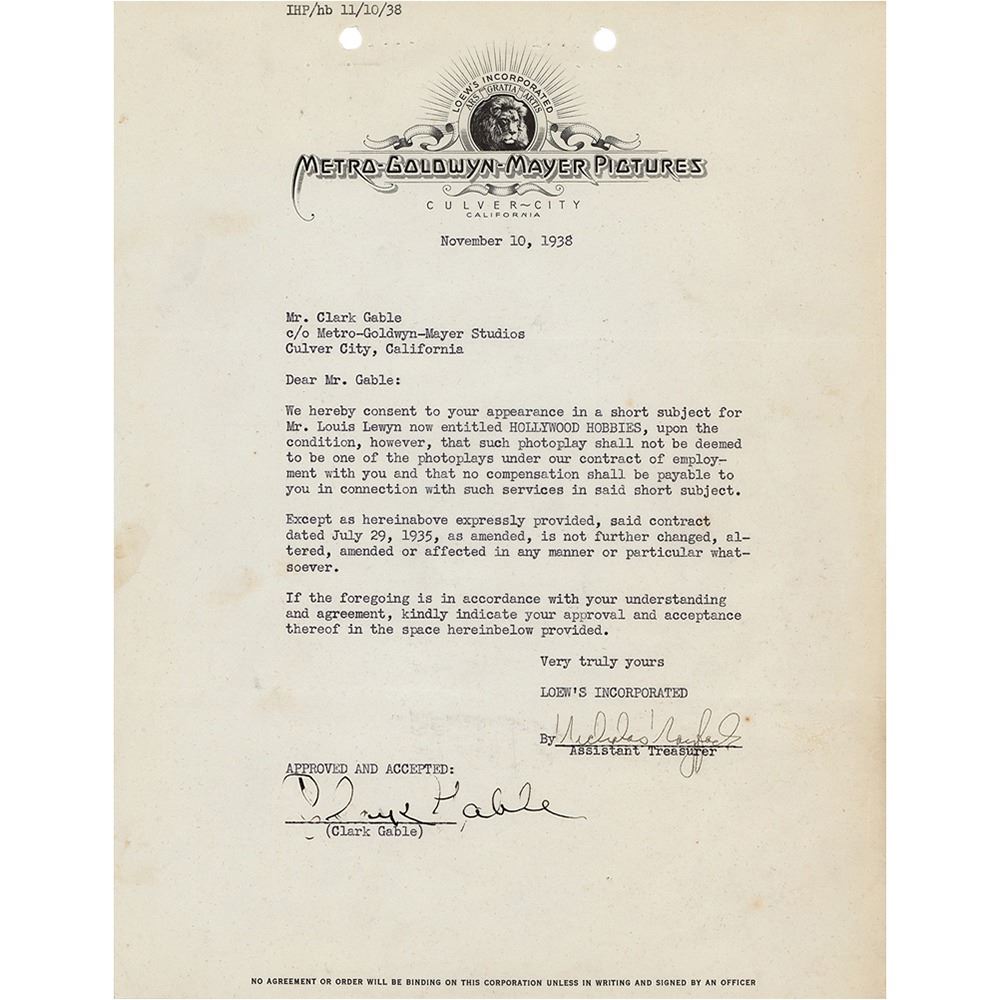 IHP/hb 11/10/38
LOEW'S INCORPORATED
ARS GRATIA ARTIS
METRO-GOLDWYN-MAYER PICTURES
CULVER~CITY
CALIFORNIA
November 10, 1938
Mr. Clark Gable
c/o Metro-Goldwyn-Mayer Studios
Culver City, California
Dear Mr. Gable:
We hereby consent to your appearance in a short subject for
Mr. Louis Lewyn now entitled HOLLYWOOD HOBBIES, upon the
condition, however, that such photoplay shall not be deemed
to be one of the photoplays under our contract of employ-
ment with you and that no compensation shall be payable to
you in connection with such services in said short subject.
Except as hereinabove expressly provided, said contract
dated July 29, 1935, as amended, is not further changed, al-
tered, amended or affected in any manner or particular what-
soever.
If the foregoing is in accordance with your understanding
and agreement, kindly indicate your approval and acceptance
thereof in the space hereinbelow provided.
Very truly yours
LOEW'S INCORPORATED
By Nicholas
Assistant Treasurer
APPROVED AND ACCEPTED:
Clark Gable
(Clark Gable)
NO AGREEMENT OR ORDER WILL BE BINDING ON THIS CORPORATION UNLESS IN WRITING AND SIGNED BY AN OFFICER